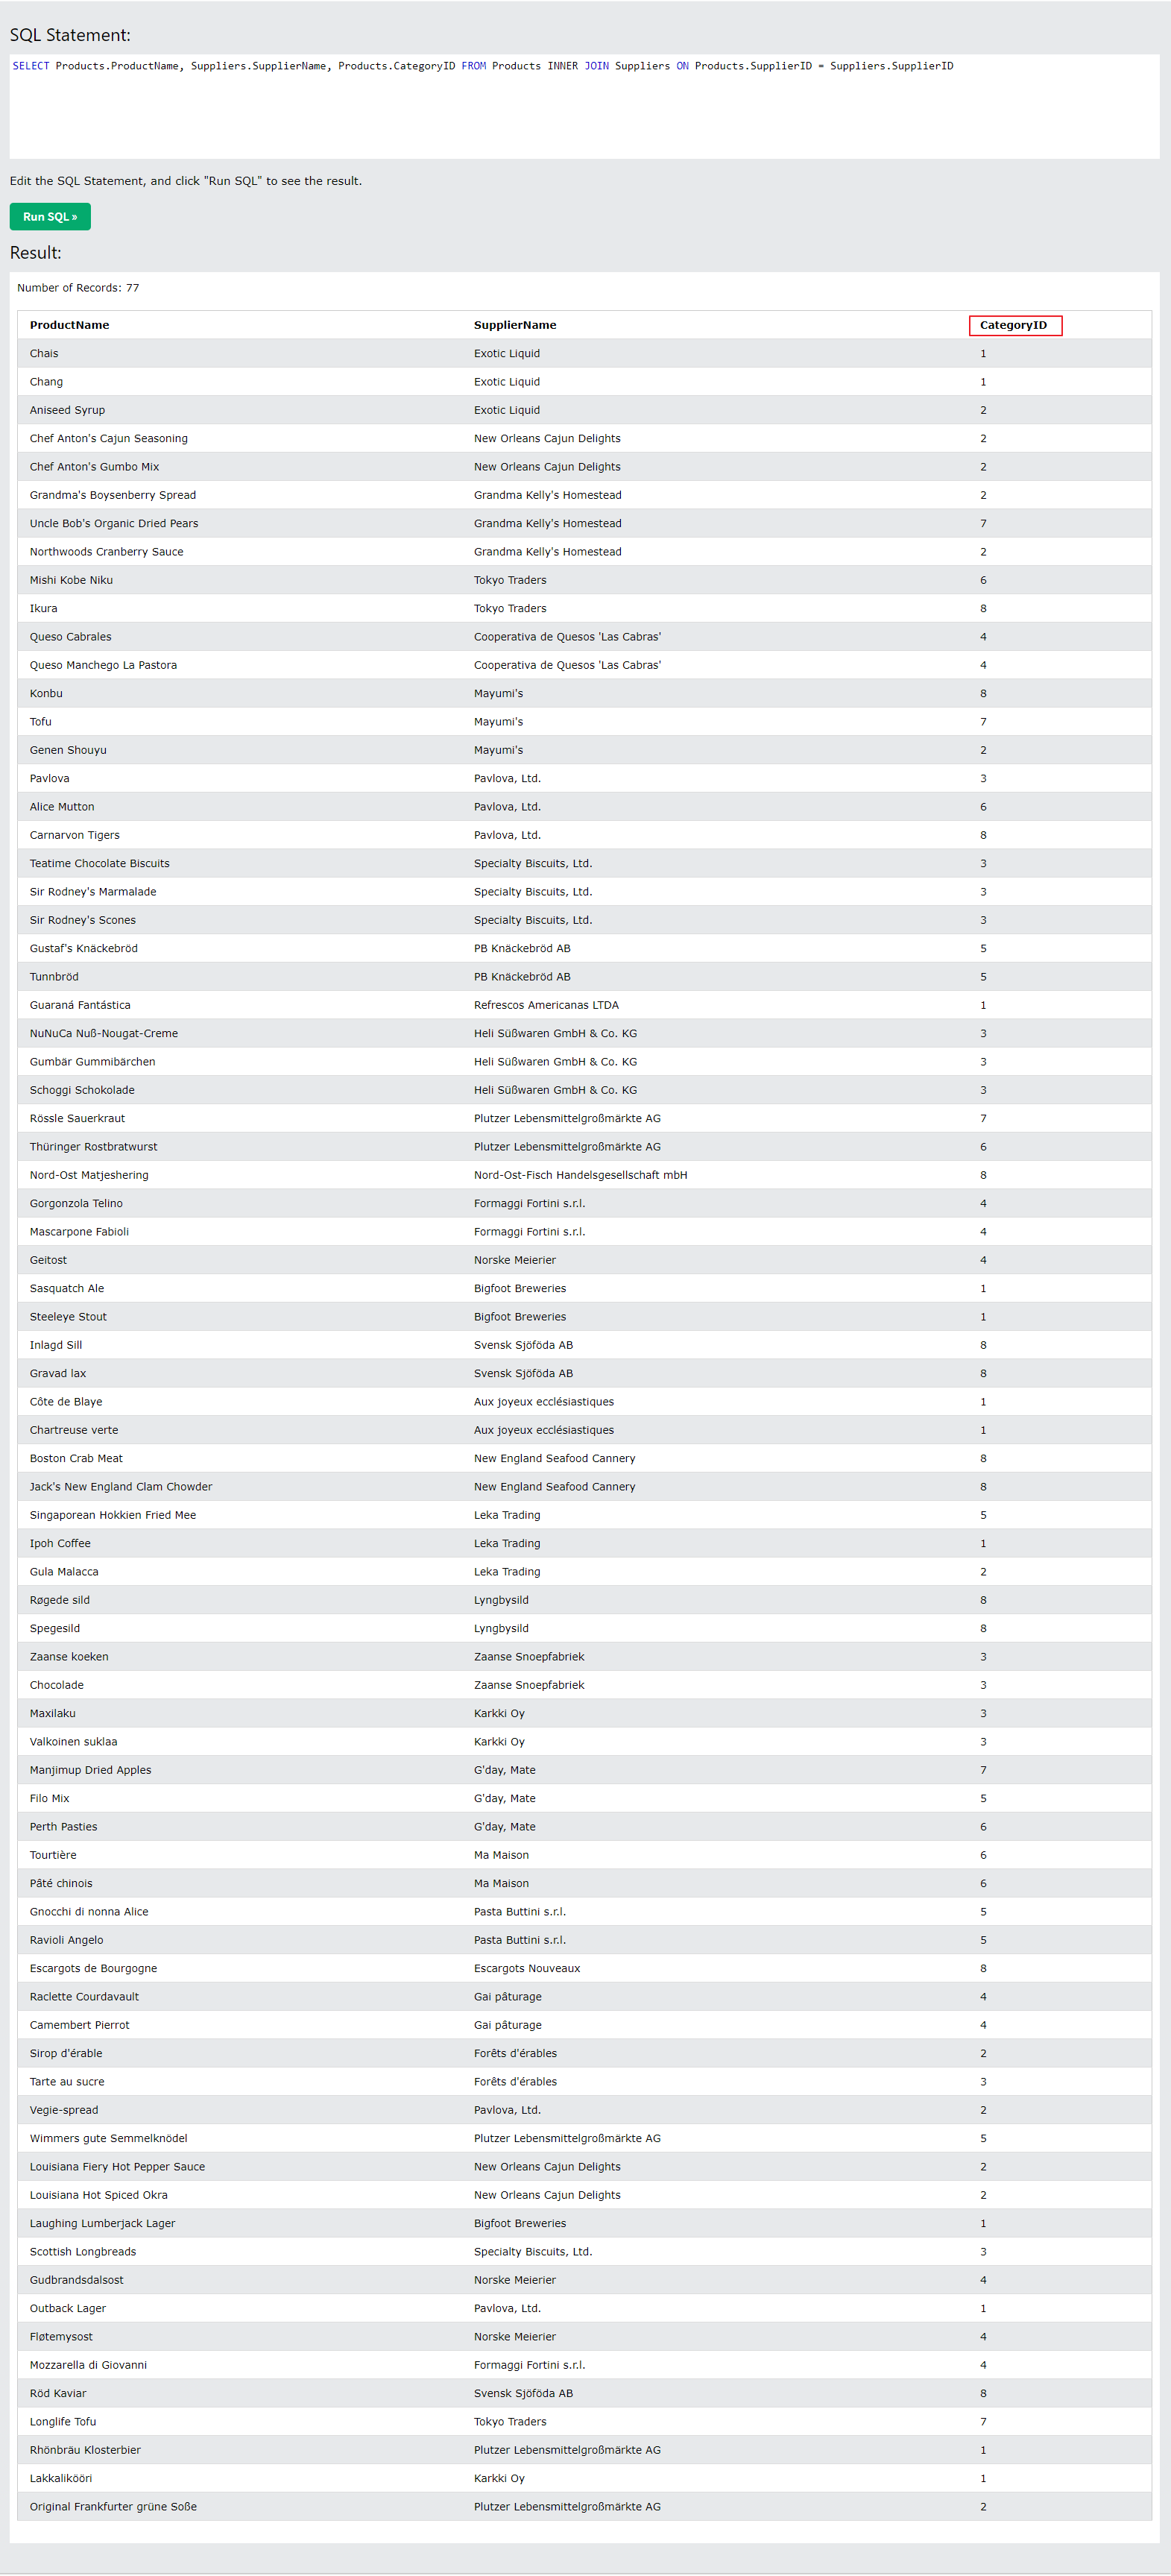 SQL Statement:
SELECT Products.ProductName, Suppliers.SupplierName, Products.CategoryID FROM Products INNER JOIN Suppliers ON Products.SupplierID = Suppliers.SupplierID
Edit the SQL Statement, and click "Run SQL" to see the result.
Run SQL »
Result:
Number of Records: 77
ProductName SupplierName CategoryID
Chais Exotic Liquid 1
Chang Exotic Liquid 1
Aniseed Syrup Exotic Liquid 2
Chef Anton's Cajun Seasoning New Orleans Cajun Delights 2
Chef Anton's Gumbo Mix New Orleans Cajun Delights 2
Grandma's Boysenberry Spread Grandma Kelly's Homestead 2
Uncle Bob's Organic Dried Pears Grandma Kelly's Homestead 7
Northwoods Cranberry Sauce Grandma Kelly's Homestead 2
Mishi Kobe Niku Tokyo Traders 6
Ikura Tokyo Traders 8
Queso Cabrales Cooperativa de Quesos 'Las Cabras' 4
Queso Manchego La Pastora Cooperativa de Quesos 'Las Cabras' 4
Konbu Mayumi's 8
Tofu Mayumi's 7
Genen Shouyu Mayumi's 2
Pavlova Pavlova, Ltd. 3
Alice Mutton Pavlova, Ltd. 6
Carnarvon Tigers Pavlova, Ltd. 8
Teatime Chocolate Biscuits Specialty Biscuits, Ltd. 3
Sir Rodney's Marmalade Specialty Biscuits, Ltd. 3
Sir Rodney's Scones Specialty Biscuits, Ltd. 3
Gustaf's Knäckebröd PB Knäckebröd AB 5
Tunnbröd PB Knäckebröd AB 5
Guaraná Fantástica Refrescos Americanas LTDA 1
NuNuCa Nuß-Nougat-Creme Heli Süßwaren GmbH & Co. KG 3
Gumbär Gummibärchen Heli Süßwaren GmbH & Co. KG 3
Schoggi Schokolade Heli Süßwaren GmbH & Co. KG 3
Rössle Sauerkraut Plutzer Lebensmittelgroßmärkte AG 7
Thüringer Rostbratwurst Plutzer Lebensmittelgroßmärkte AG 6
Nord-Ost Matjeshering Nord-Ost-Fisch Handelsgesellschaft mbH 8
Gorgonzola Telino Formaggi Fortini s.r.l. 4
Mascarpone Fabioli Formaggi Fortini s.r.l. 4
Geitost Norske Meierier 4
Sasquatch Ale Bigfoot Breweries 1
Steeleye Stout Bigfoot Breweries 1
Inlagd Sill Svensk Sjöföda AB 8
Gravad lax Svensk Sjöföda AB 8
Côte de Blaye Aux joyeux ecclésiastiques 1
Chartreuse verte Aux joyeux ecclésiastiques 1
Boston Crab Meat New England Seafood Cannery 8
Jack's New England Clam Chowder New England Seafood Cannery 8
Singaporean Hokkien Fried Mee Leka Trading 5
Ipoh Coffee Leka Trading 1
Gula Malacca Leka Trading 2
Røgede sild Lyngbysild 8
Spegesild Lyngbysild 8
Zaanse koeken Zaanse Snoepfabriek 3
Chocolade Zaanse Snoepfabriek 3
Maxilaku Karkki Oy 3
Valkoinen suklaa Karkki Oy 3
Manjimup Dried Apples G'day, Mate 7
Filo Mix G'day, Mate 5
Perth Pasties G'day, Mate 6
Tourtière Ma Maison 6
Pâté chinois Ma Maison 6
Gnocchi di nonna Alice Pasta Buttini s.r.l. 5
Ravioli Angelo Pasta Buttini s.r.l. 5
Escargots de Bourgogne Escargots Nouveaux 8
Raclette Courdavault Gai pâturage 4
Camembert Pierrot Gai pâturage 4
Sirop d'érable Forêts d'érables 2
Tarte au sucre Forêts d'érables 3
Vegie-spread Pavlova, Ltd. 2
Wimmers gute Semmelknödel Plutzer Lebensmittelgroßmärkte AG 5
Louisiana Fiery Hot Pepper Sauce New Orleans Cajun Delights 2
Louisiana Hot Spiced Okra New Orleans Cajun Delights 2
Laughing Lumberjack Lager Bigfoot Breweries 1
Scottish Longbreads Specialty Biscuits, Ltd. 3
Gudbrandsdalsost Norske Meierier 4
Outback Lager Pavlova, Ltd. 1
Fløtemysost Norske Meierier 4
Mozzarella di Giovanni Formaggi Fortini s.r.l. 4
Röd Kaviar Svensk Sjöföda AB 8
Longlife Tofu Tokyo Traders 7
Rhönbräu Klosterbier Plutzer Lebensmittelgroßmärkte AG 1
Lakkalikööri Karkki Oy 1
Original Frankfurter grüne Soße Plutzer Lebensmittelgroßmärkte AG 2